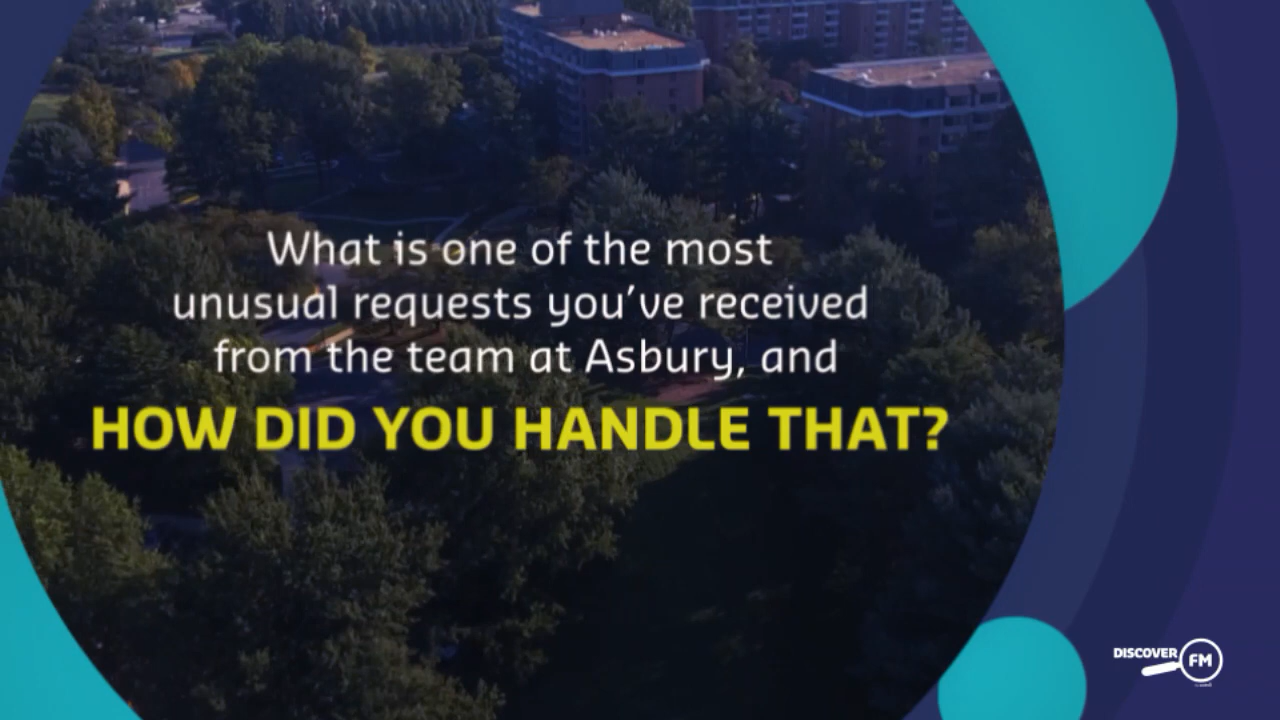 What is one of the most
unusual requests you've received
from the team at Asbury, and
HOW DID YOU HANDLE THAT?
DISCOVER
FM